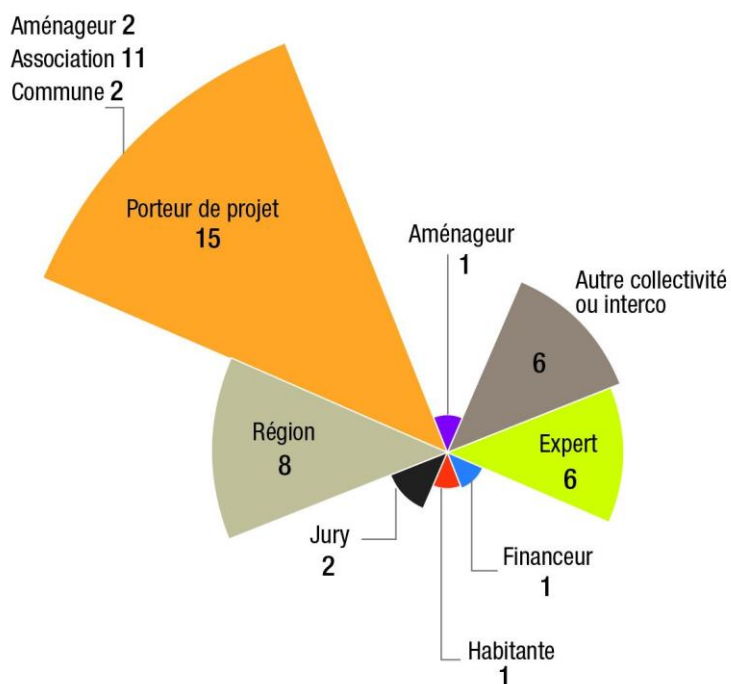 Aménageur 2
Association 11
Commune 2
Porteur de projet
15
Aménageur
1
Autre collectivité
ou interco
6
Région
8
Expert
6
Jury
2
Financeur
1
Habitante
1